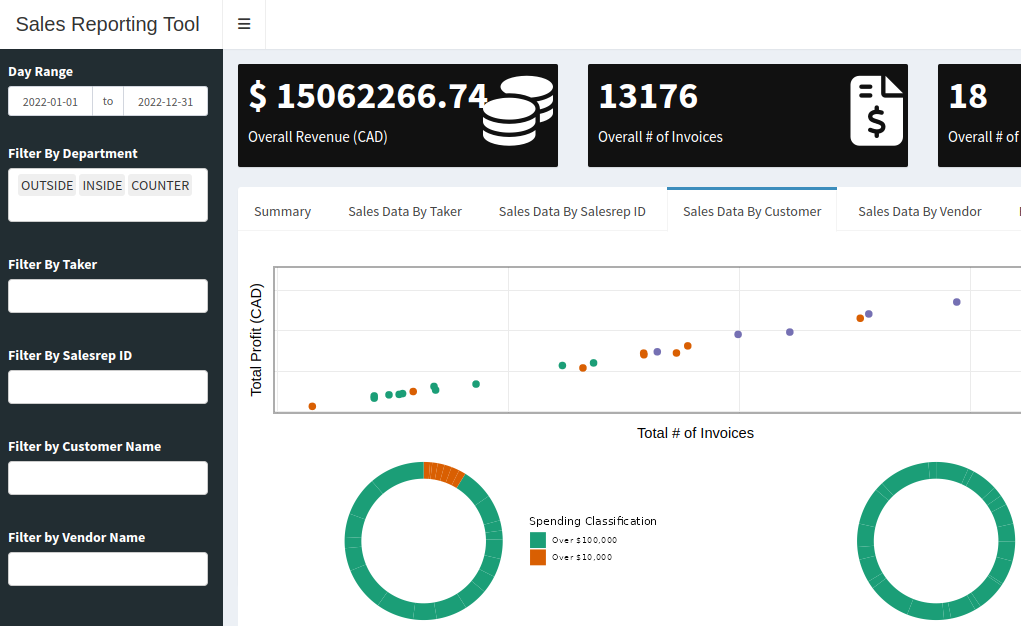 Sales Reporting Tool
Day Range
2022-01-01 to 2022-12-31
Filter By Department
OUTSIDE INSIDE COUNTER
Filter By Taker
Filter By Salesrep ID
Filter by Customer Name
Filter by Vendor Name
$ 15062266.74
Overall Revenue (CAD)
13176
Overall # of Invoices
$
18
Overall # of
Summary
Sales Data By Taker
Sales Data By Salesrep ID
Sales Data By Customer
Sales Data By Vendor
Total Profit (CAD)
Total # of Invoices
Spending Classification
Over $100,000
Over $10,000